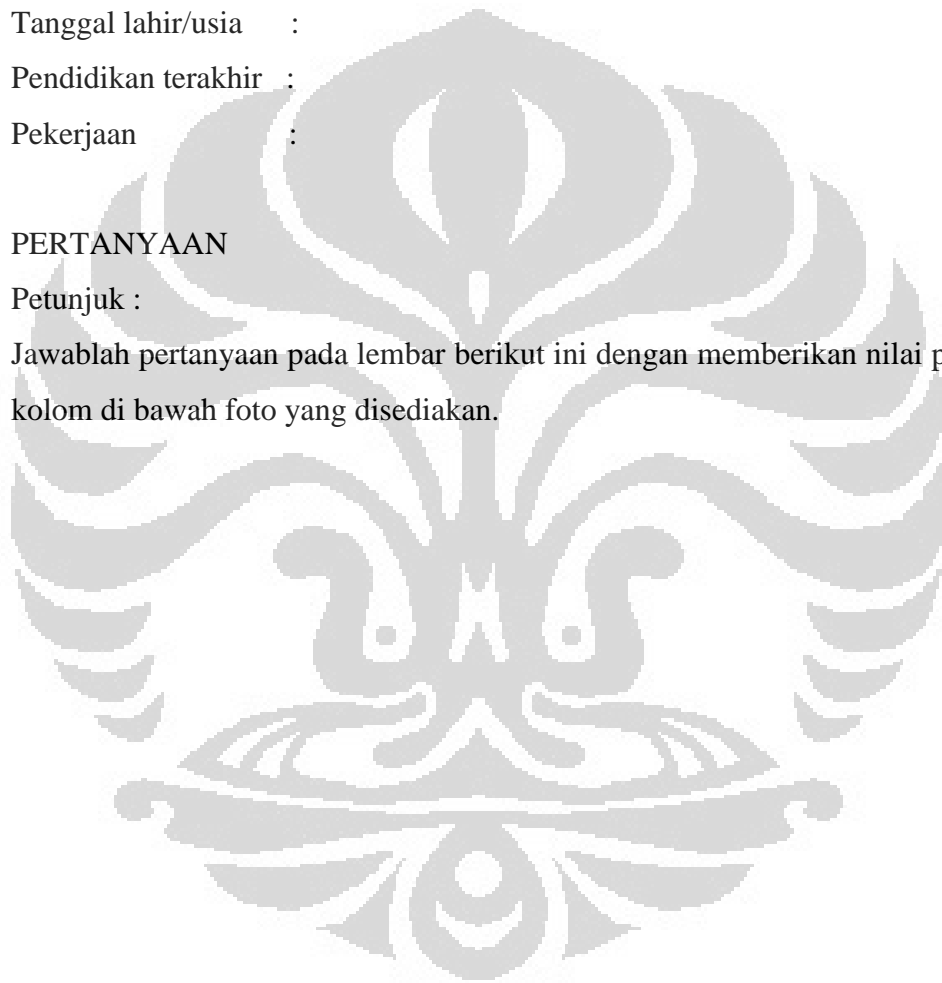 Tanggal lahir/usia :
Pendidikan terakhir :
Pekerjaan :
PERTANYAAN
Petunjuk :
Jawablah pertanyaan pada lembar berikut ini dengan memberikan nilai
kolom di bawah foto yang disediakan.